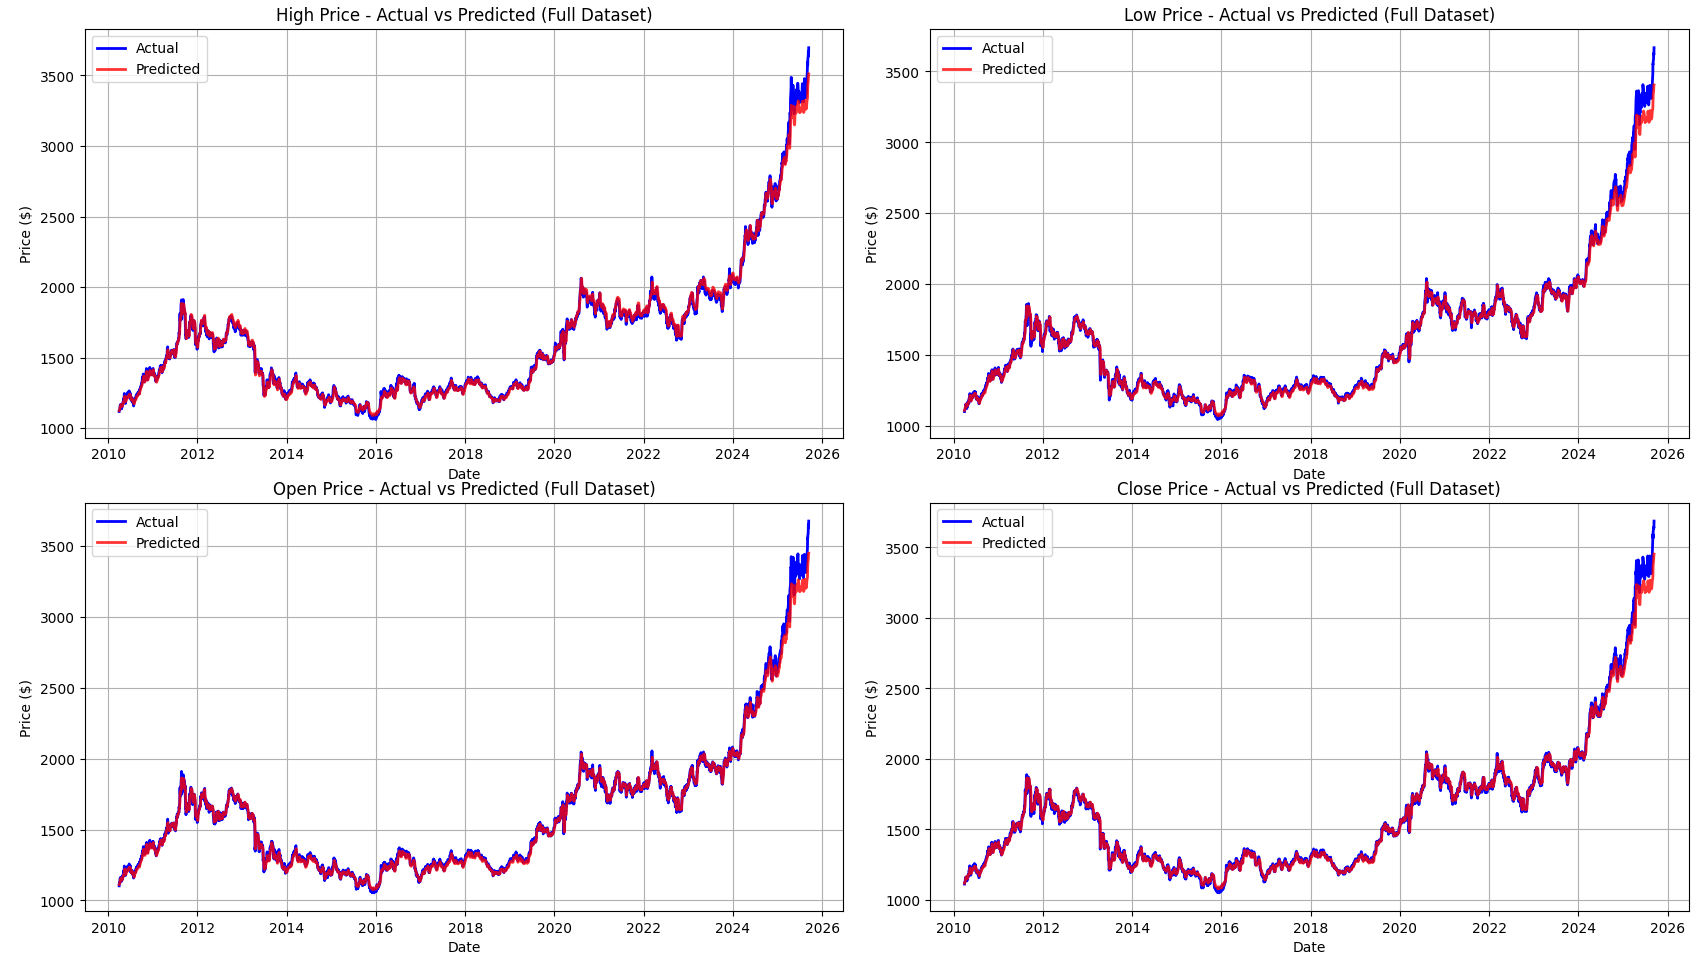 High Price - Actual vs Predicted (Full Dataset)
Actual
Predicted
Price ($)
3500
3000
2500
2000
1500
1000
2010 2012 2014 2016 2018 2020 2022 2024 2026
Date
Low Price - Actual vs Predicted (Full Dataset)
Actual
Predicted
Price ($)
3500
3000
2500
2000
1500
1000
2010 2012 2014 2016 2018 2020 2022 2024 2026
Date
Open Price - Actual vs Predicted (Full Dataset)
Actual
Predicted
Price ($)
3500
3000
2500
2000
1500
1000
2010 2012 2014 2016 2018 2020 2022 2024 2026
Date
Close Price - Actual vs Predicted (Full Dataset)
Actual
Predicted
Price ($)
3500
3000
2500
2000
1500
1000
2010 2012 2014 2016 2018 2020 2022 2024 2026
Date